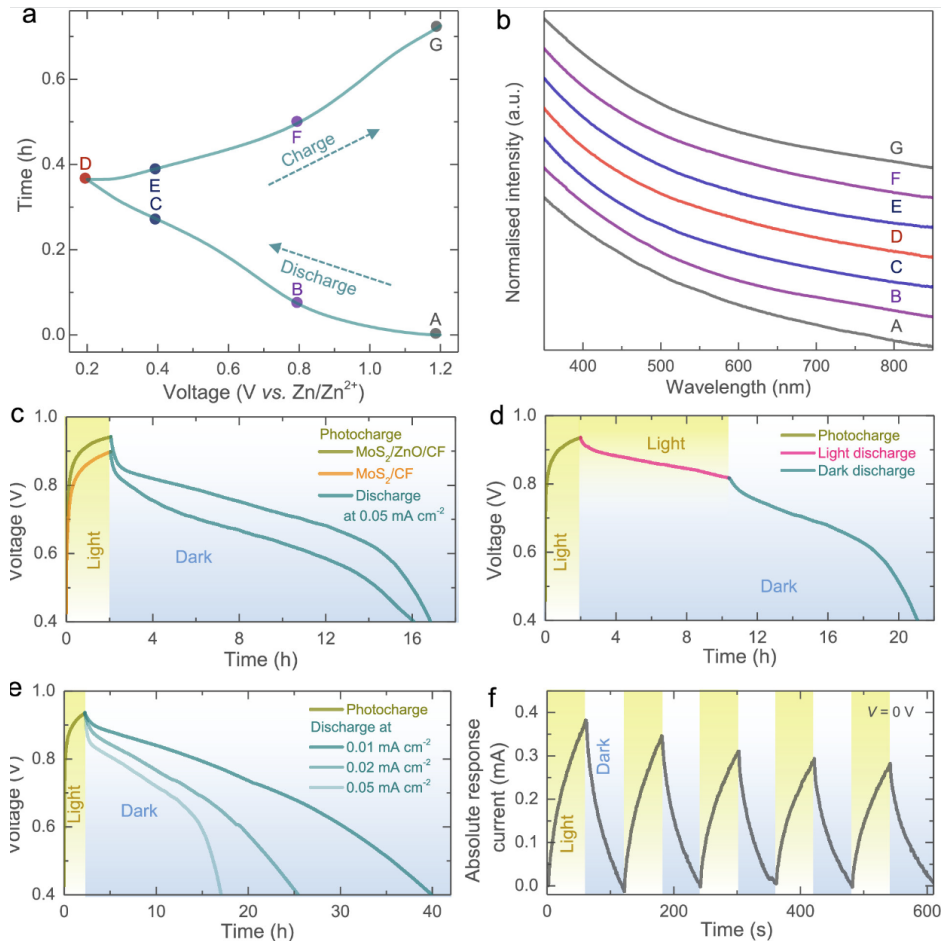 a
Time (h)
0.6
0.4
0.2
0.0
G
F
D
E
C
B
A
Charge
Discharge
0.2 0.4 0.6 0.8 1.0 1.2
Voltage (V vs. Zn/Zn²⁺)
b
Normalised intensity (a.u.)
G
F
E
D
C
B
A
400 500 600 700 800
Wavelength (nm)
c
Voltage (V)
1.0
0.8
0.6
0.4
Photocharge
MoS₂/ZnO/CF
MoS₂/CF
Discharge
at 0.05 mA cm⁻²
Light
Dark
0 4 8 12 16
Time (h)
d
Voltage (V)
1.0
0.8
0.6
0.4
Light
Photocharge
Light discharge
Dark discharge
Light
Dark
0 4 8 12 16 20
Time (h)
e
Voltage (V)
1.0
0.8
0.6
0.4
Photocharge
Discharge at
0.01 mA cm⁻²
0.02 mA cm⁻²
0.05 mA cm⁻²
Light
Dark
0 10 20 30 40
Time (h)
f
Absolute response
current (mA)
0.4
0.3
0.2
0.1
0.0
V = 0 V
Dark
Light
0 200 400 600
Time (s)